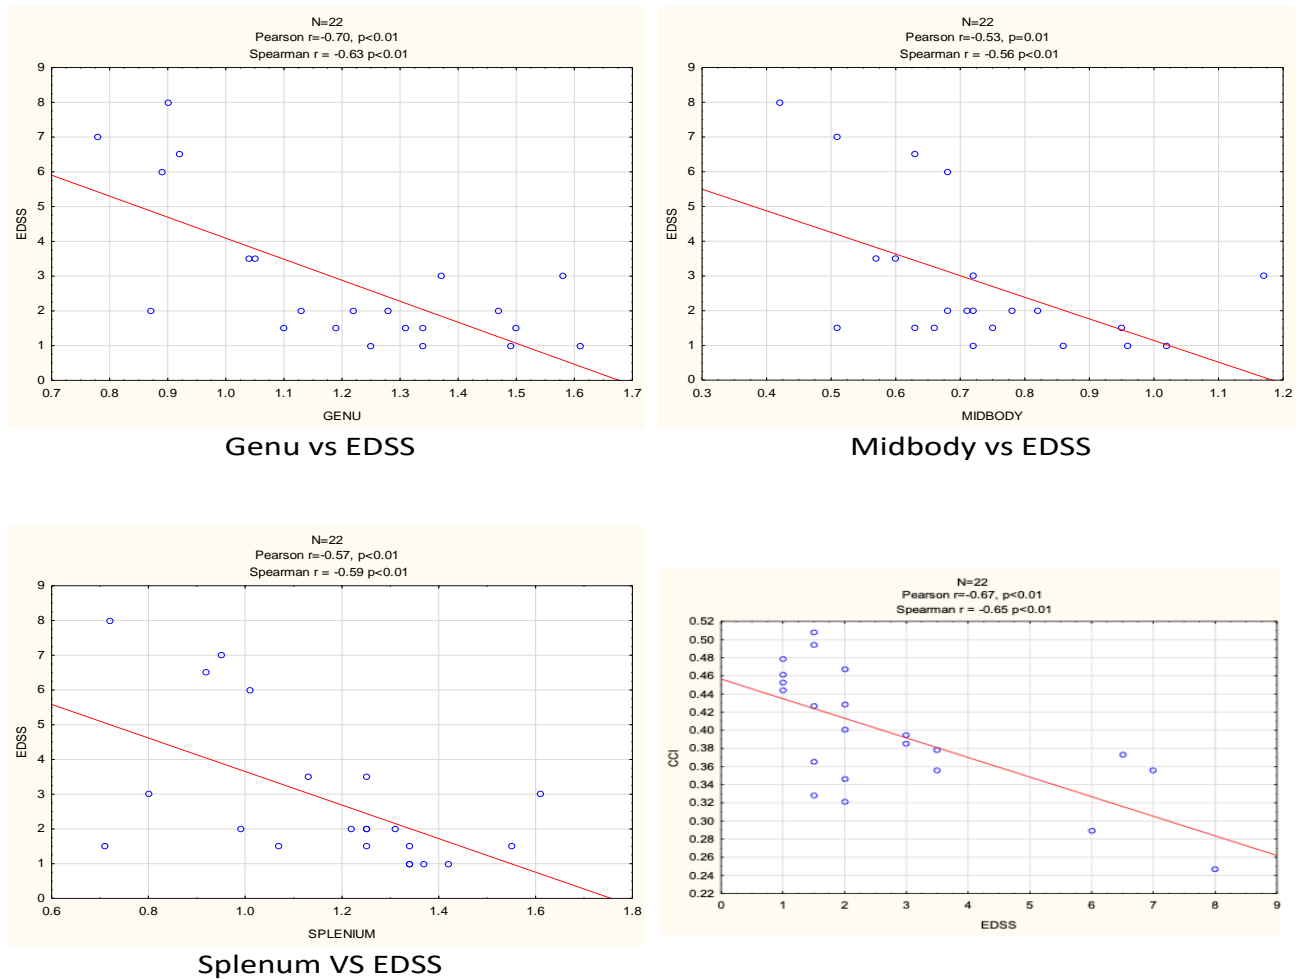 N=22
Pearson r=-0.70, p<0.01
Spearman r = -0.63 p<0.01
9
8
7
6
5
4
3
2
1
0
EDSS
0.7 0.8 0.9 1.0 1.1 1.2 1.3 1.4 1.5 1.6 1.7
GENU
Genu vs EDSS
N=22
Pearson r=-0.53, p=0.01
Spearman r = -0.56 p<0.01
9
8
7
6
5
4
3
2
1
0
EDSS
0.3 0.4 0.5 0.6 0.7 0.8 0.9 1.0 1.1 1.2
MIDBODY
Midbody vs EDSS
N=22
Pearson r=-0.57, p<0.01
Spearman r = -0.59 p<0.01
9
8
7
6
5
4
3
2
1
0
EDSS
0.6 0.8 1.0 1.2 1.4 1.6 1.8
SPLENIUM
Splenum VS EDSS
N=22
Pearson r=-0.67, p<0.01
Spearman r = -0.65 p<0.01
0.52
0.50
0.48
0.46
0.44
0.42
0.40
0.38
0.36
0.34
0.32
0.30
0.28
0.26
0.24
0.22
CCI
0 1 2 3 4 5 6 7 8 9
EDSS